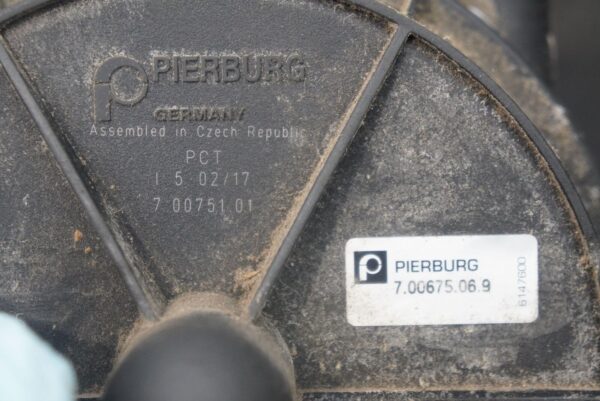 PIERBURG
GERMANY
Assembled in Czech Republic
PCT
I 5 02/17
7 00751 01
PIERBURG
7.00675.06.9
6147600